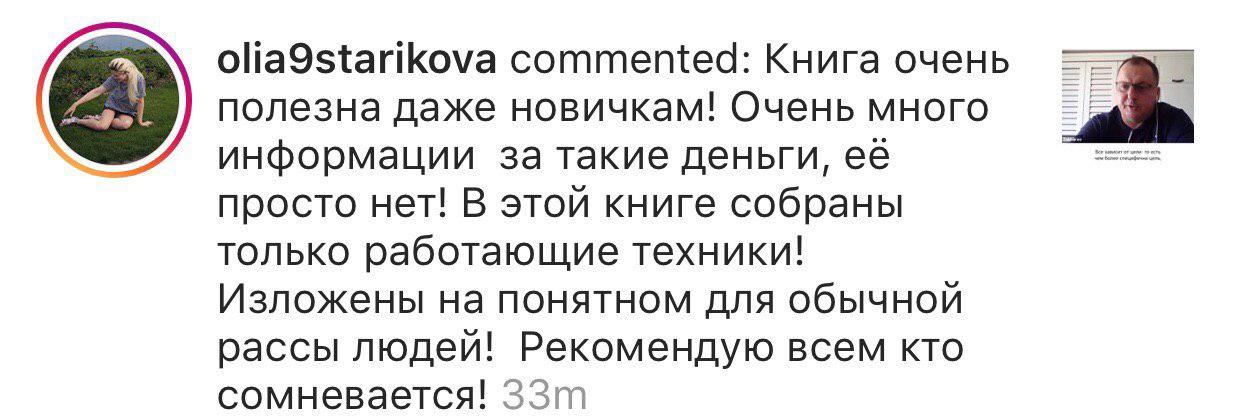 olia9starikova commented: Книга очень
полезна даже новичкам! Очень много
информации  за такие деньги, её
просто нет! В этой книге собраны
только работающие техники!
Изложены на понятном для обычной
рассы людей!  Рекомендую всем кто
сомневается! 33m
Все зависит от цели: то есть
чем более специфична цель,